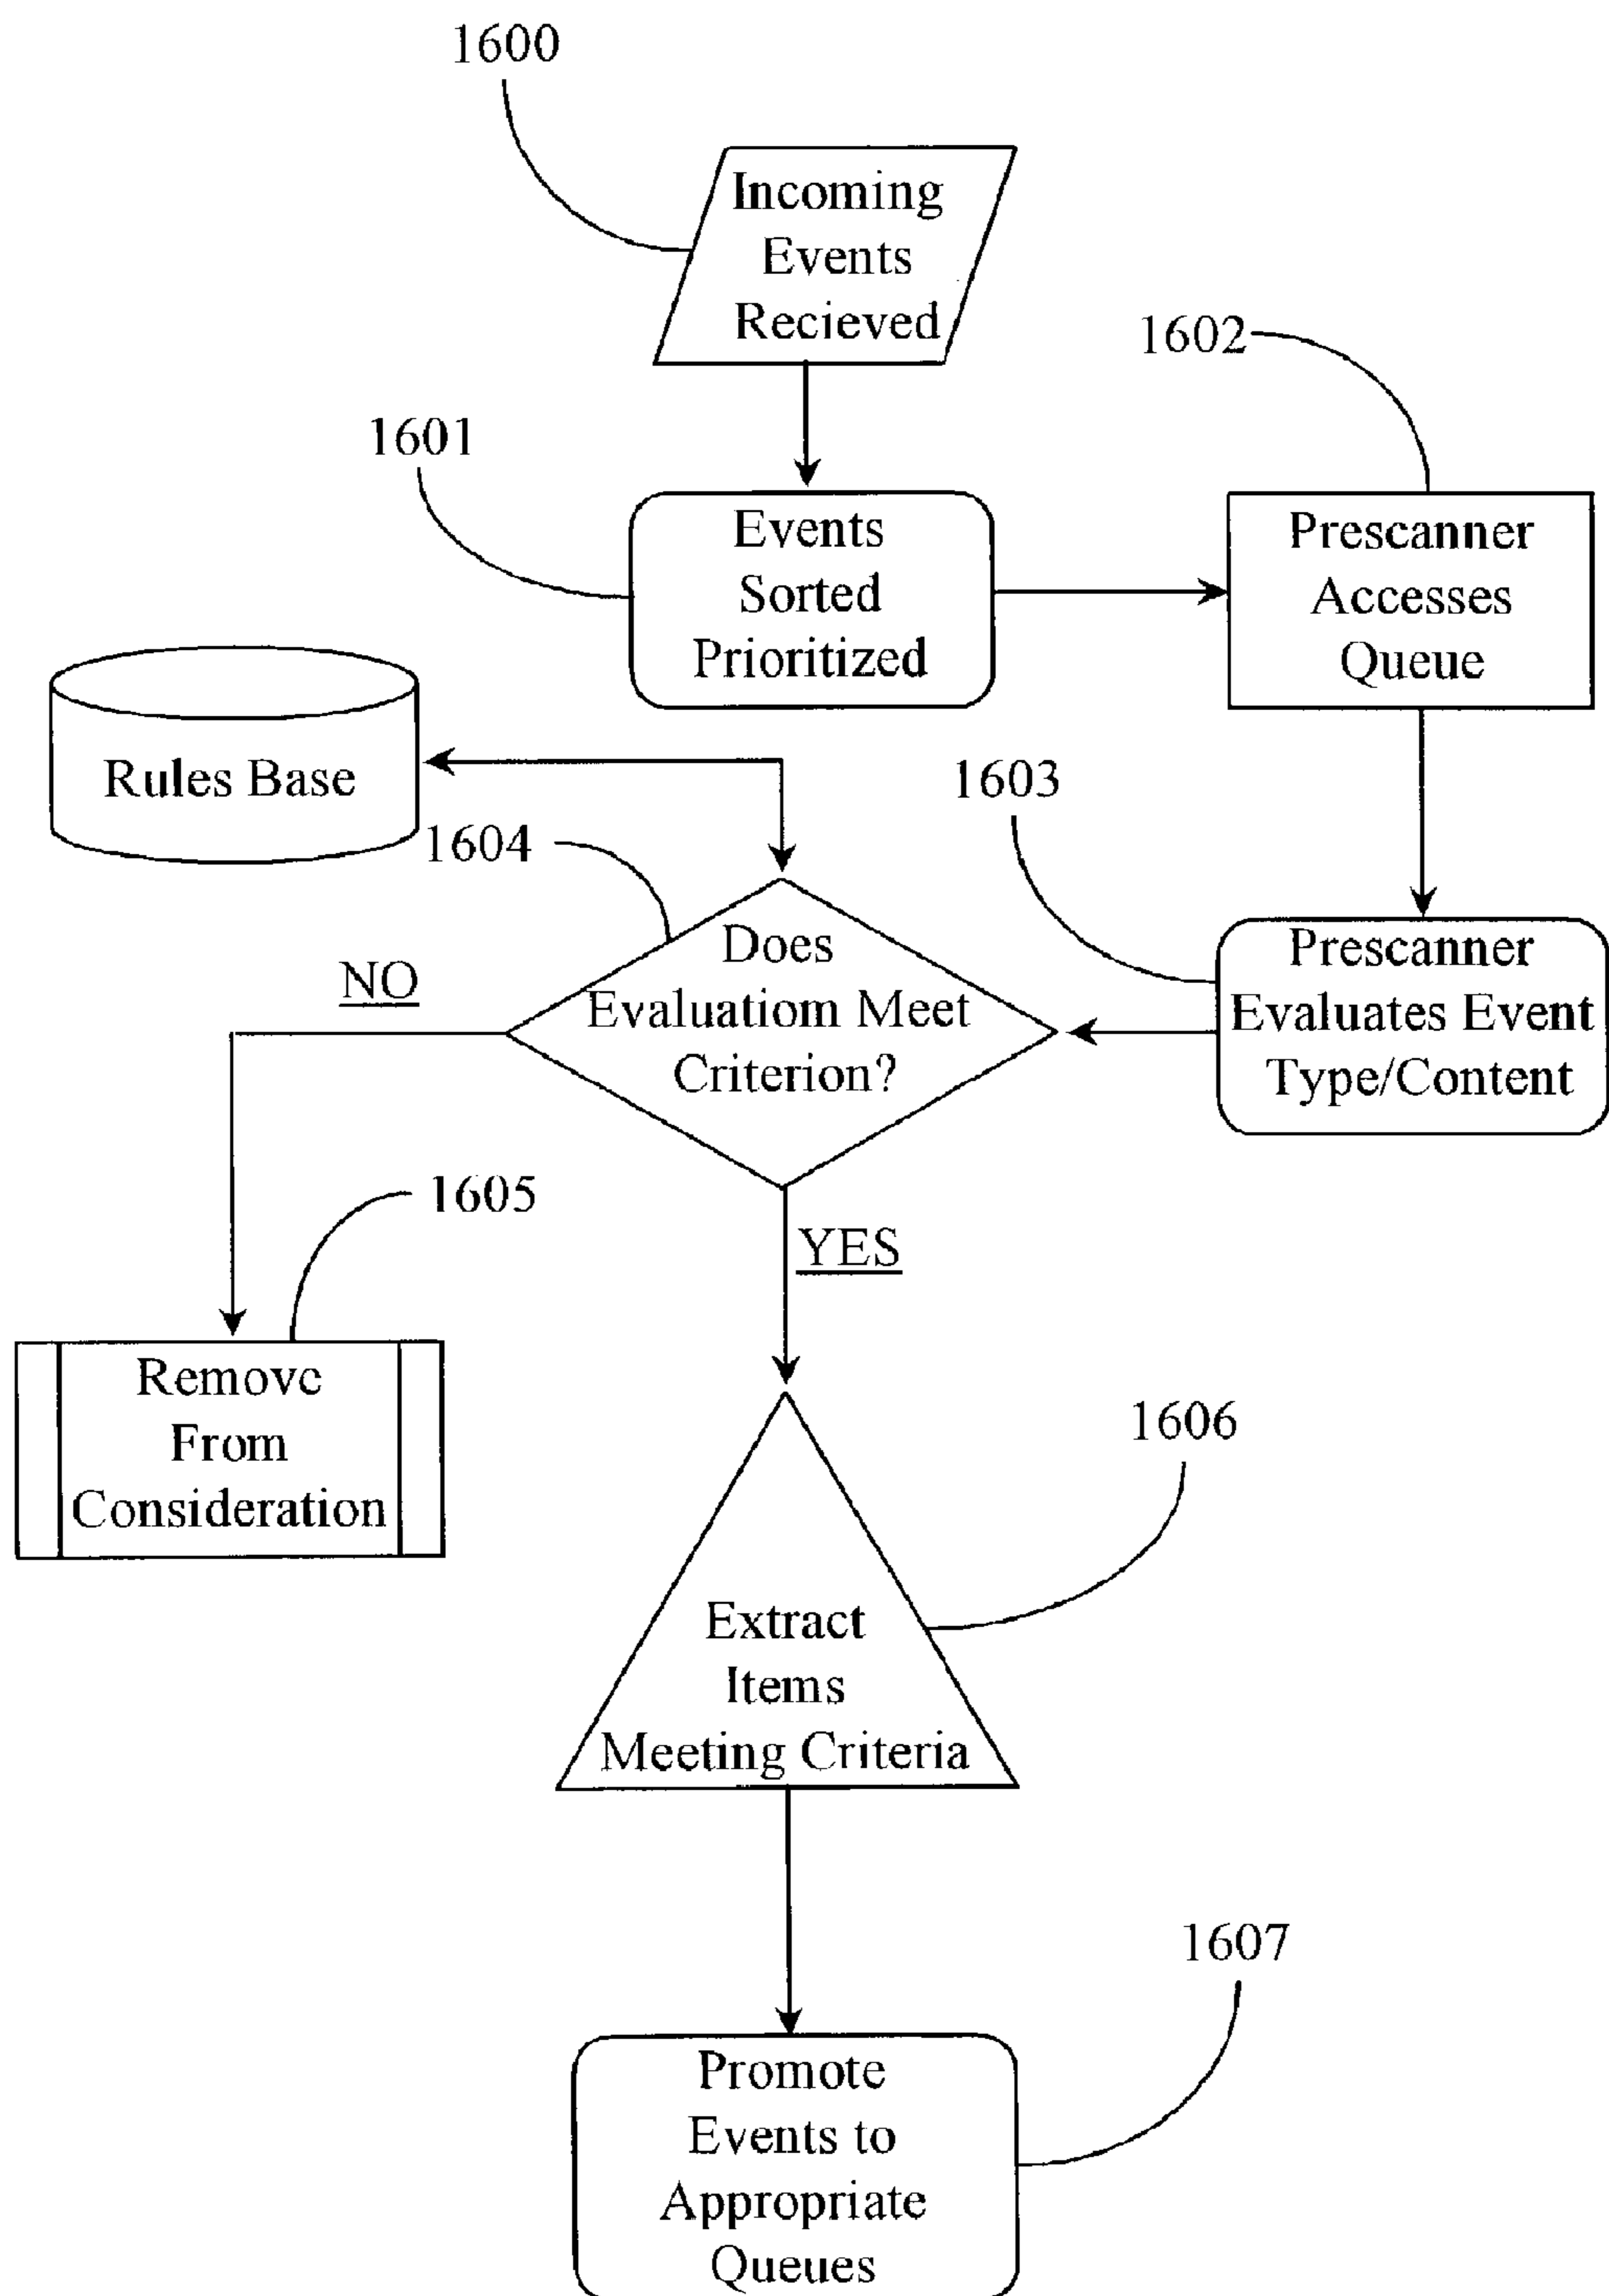 1600
Incoming
Events
Recieved
1602
1601
Events
Sorted
Prioritized
Prescanner
Accesses
Queue
Rules Base
1603
1604
Does
Evaluatiom Meet
Criterion?
NO
Prescanner
Evaluates Event
Type/Content
1605
YES
Remove
From
Consideration
1606
Extract
Items
Meeting Criteria
1607
Promote
Events to
Appropriate
Queues